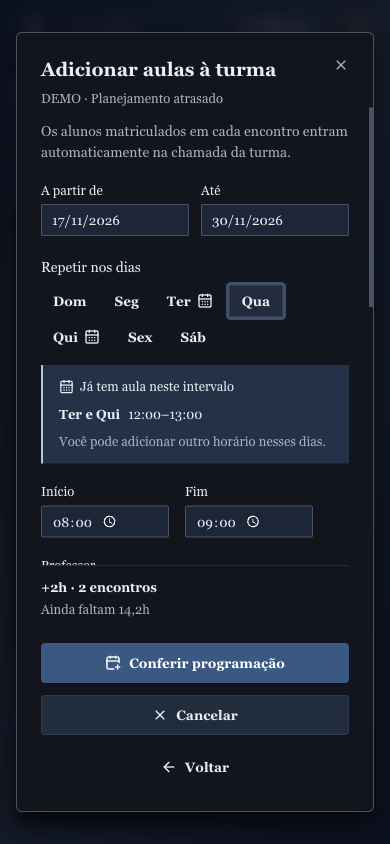 Adicionar aulas à turma
DEMO · Planejamento atrasado
Os alunos matriculados em cada encontro entram
automaticamente na chamada da turma.
A partir de
Até
17/11/2026
30/11/2026
Repetir nos dias
Dom Seg Ter Qua
Qui Sex Sáb
Já tem aula neste intervalo
Ter e Qui 12:00–13:00
Você pode adicionar outro horário nesses dias.
Início
Fim
08:00
09:00
Professor
+2h · 2 encontros
Ainda faltam 14,2h
Conferir programação
Cancelar
Voltar